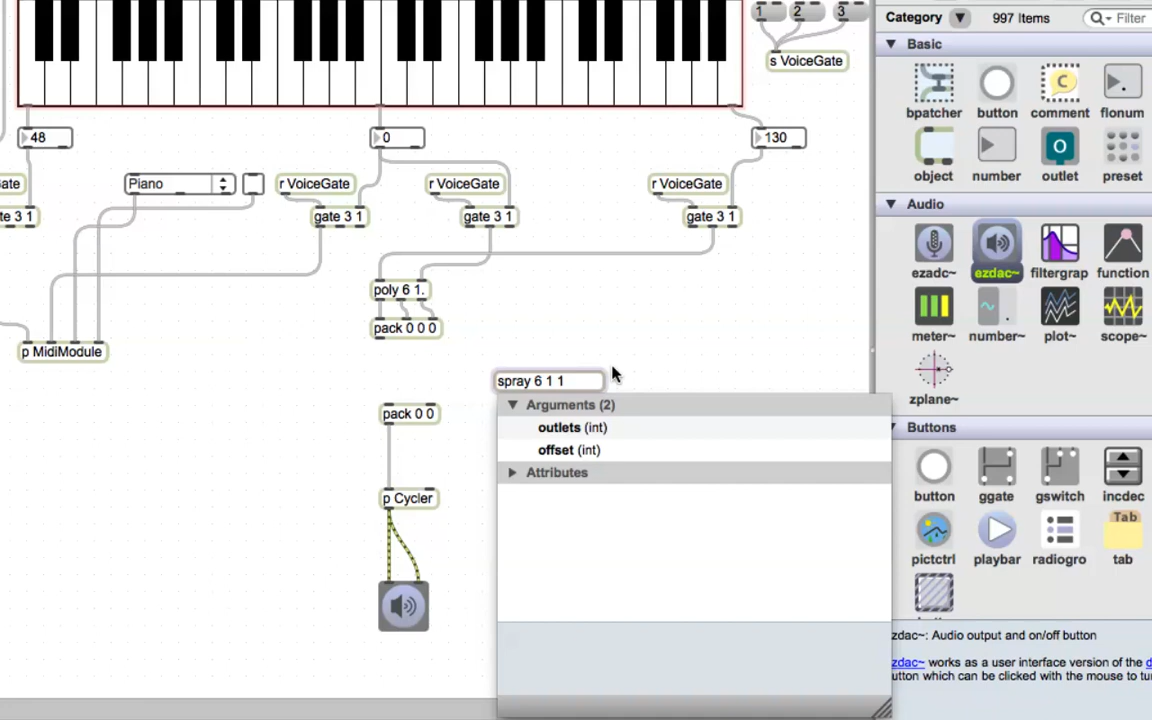 Category
997 Items
Filter
1
2
3
s VoiceGate
Basic
bpatcher
button
comment
flonum
object
number
outlet
preset
48
0
130
Gate
Piano
r VoiceGate
r VoiceGate
r VoiceGate
te 3 1
gate 3 1
gate 3 1
gate 3 1
Audio
ezadc~
ezdac~
filtergrap
function
meter~
number~
plot~
scope~
zplane~
poly 6 1.
pack 0 0 0
p MidiModule
spray 6 1 1
Arguments (2)
outlets (int)
offset (int)
Attributes
pack 0 0
p Cycler
Buttons
button
ggate
gswitch
incdec
Tab
pictctrl
playbar
radiogro
tab
zdac~: Audio output and on/off button
zdac~ works as a user interface version of the d
utton which can be clicked with the mouse to tu